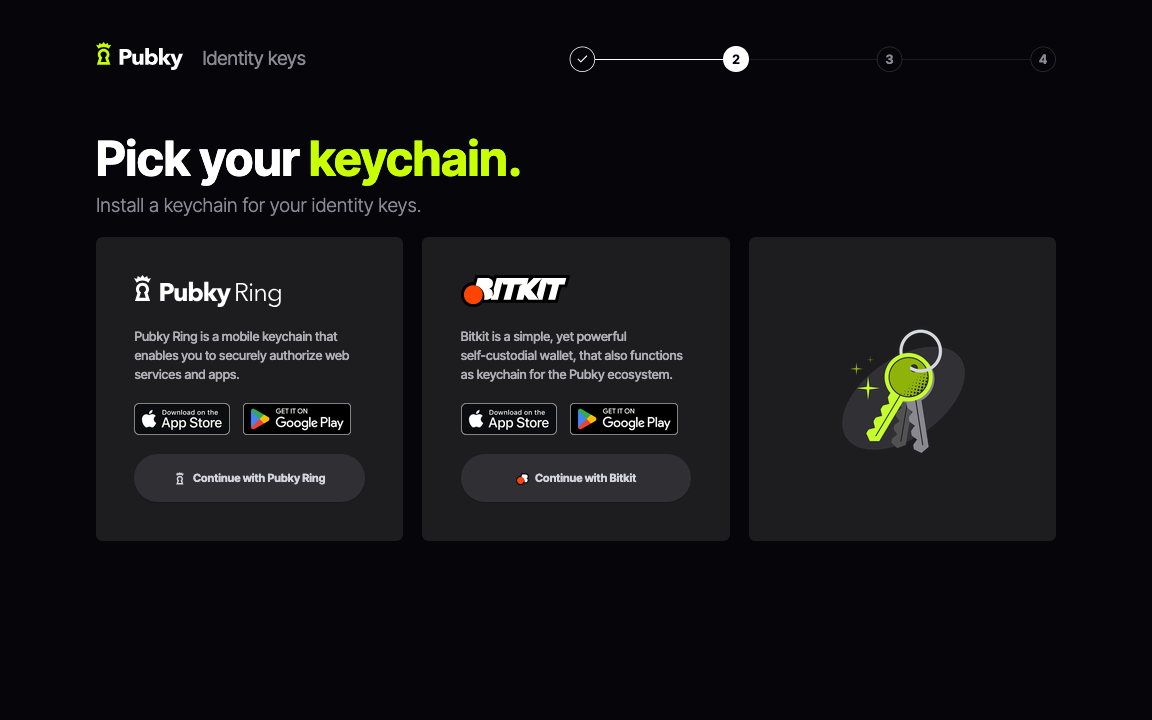 Pubky Identity keys
2 3 4
Pick your keychain.
Install a keychain for your identity keys.
Pubky Ring
Pubky Ring is a mobile keychain that
enables you to securely authorize web
services and apps.
Download on the
App Store
GET IT ON
Google Play
Continue with Pubky Ring
BITKIT
Bitkit is a simple, yet powerful
self-custodial wallet, that also functions
as keychain for the Pubky ecosystem.
Download on the
App Store
GET IT ON
Google Play
Continue with Bitkit